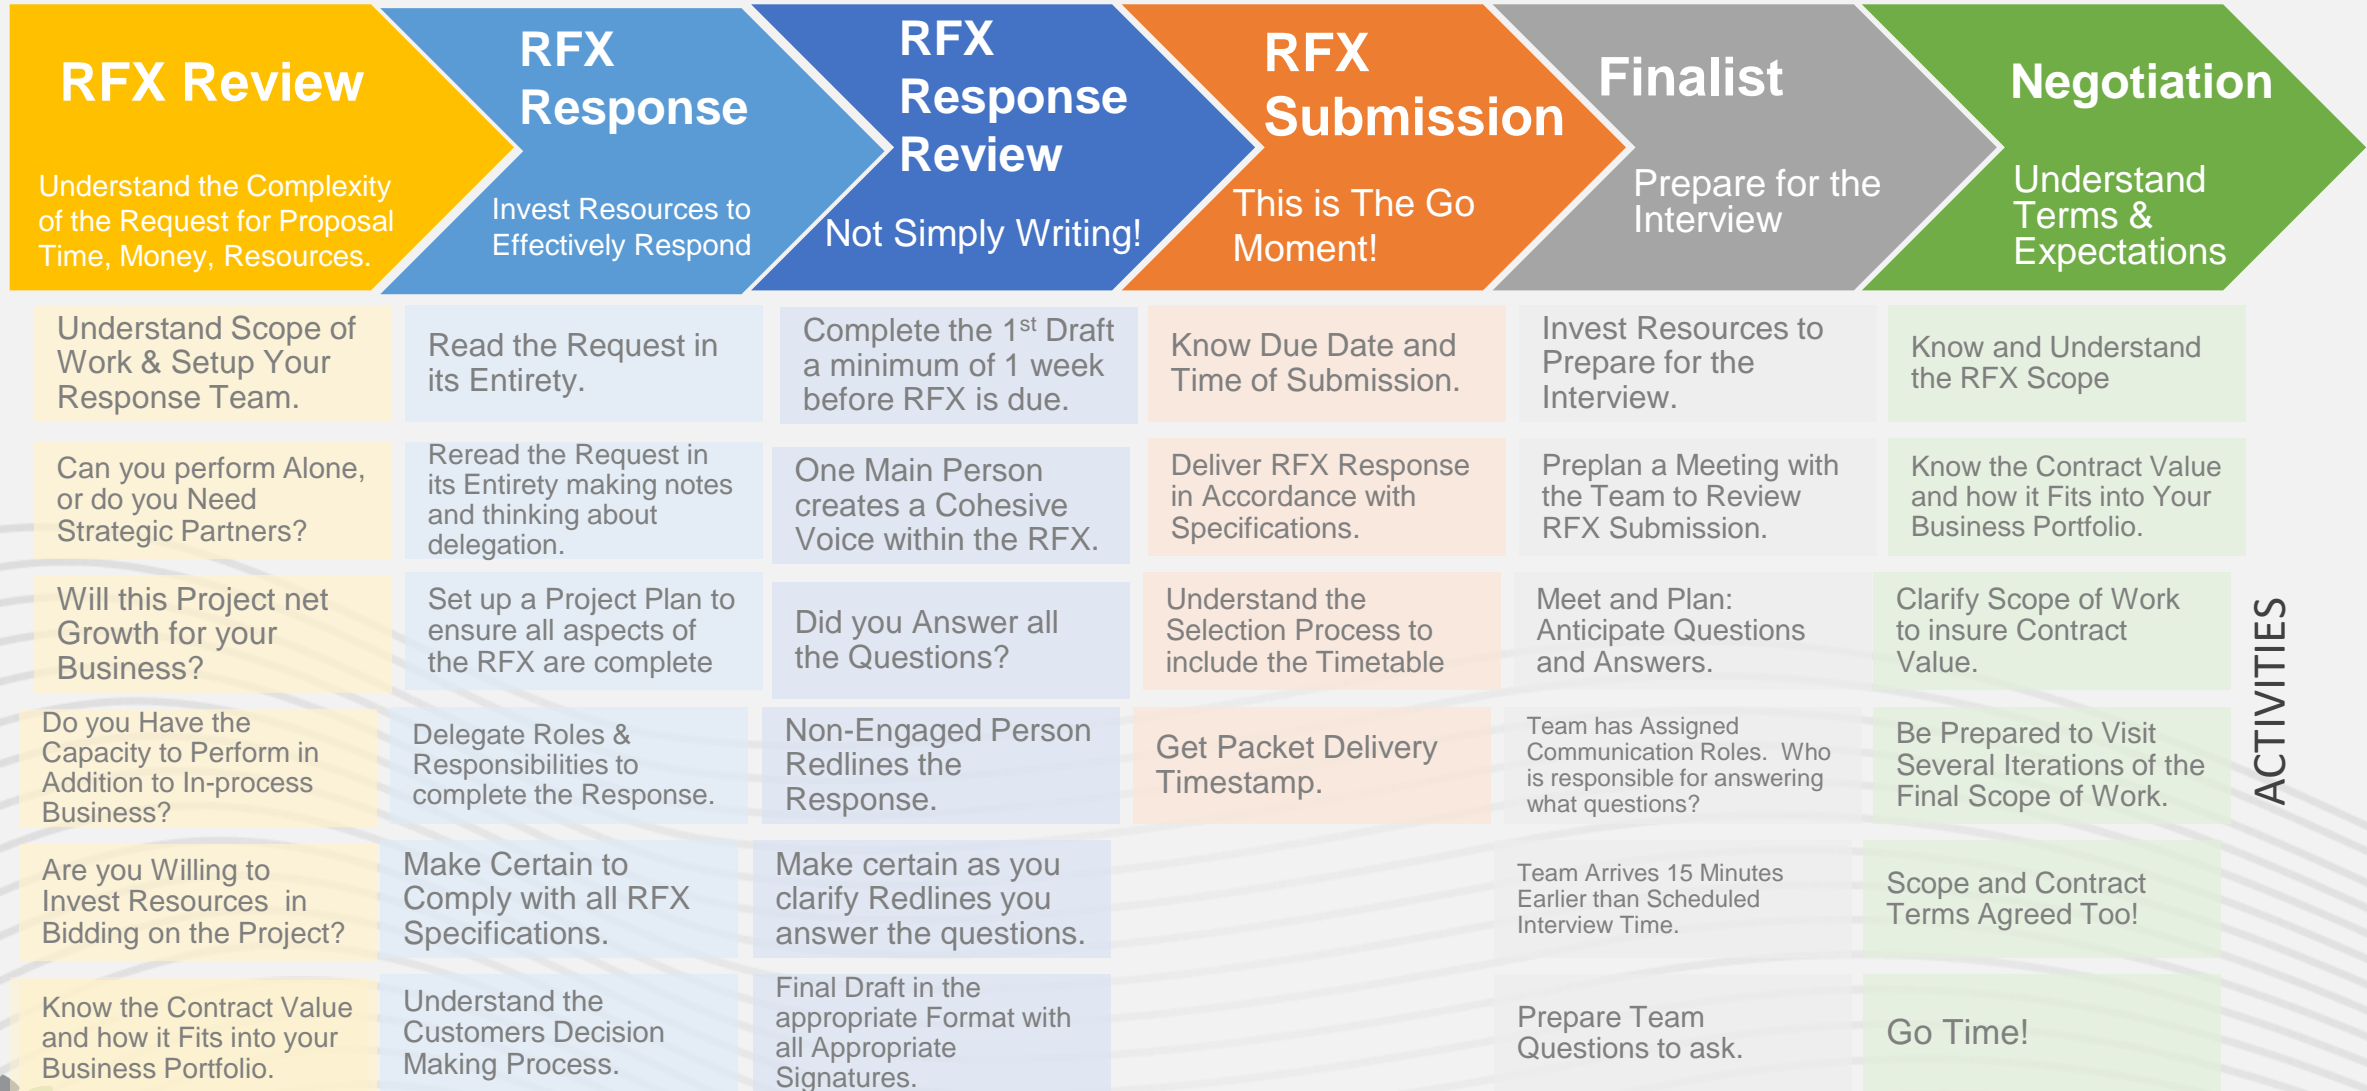 RFX Review
Understand the Complexity
of the Request for Proposal
Time, Money, Resources.
RFX
Response
Invest Resources to
Effectively Respond
RFX
Response
Review
Not Simply Writing!
RFX
Submission
This is The Go
Moment!
Finalist
Prepare for the
Interview
Negotiation
Understand
Terms &
Expectations
Understand Scope of
Work & Setup Your
Response Team.
Can you perform Alone,
or do you Need
Strategic Partners?
Will this Project net
Growth for your
Business?
Do you Have the
Capacity to Perform in
Addition to In-process
Business?
Are you Willing to
Invest Resources in
Bidding on the Project?
Know the Contract Value
and how it Fits into your
Business Portfolio.
Read the Request in
its Entirety.
Reread the Request in
its Entirety making notes
and thinking about
delegation.
Set up a Project Plan to
ensure all aspects of
the RFX are complete
Delegate Roles &
Responsibilities to
complete the Response.
Make Certain to
Comply with all RFX
Specifications.
Understand the
Customers Decision
Making Process.
Complete the 1st Draft
a minimum of 1 week
before RFX is due.
One Main Person
creates a Cohesive
Voice within the RFX.
Did you Answer all
the Questions?
Non-Engaged Person
Redlines the
Response.
Make certain as you
clarify Redlines you
answer the questions.
Final Draft in the
appropriate Format with
all Appropriate
Signatures.
Know Due Date and
Time of Submission.
Deliver RFX Response
in Accordance with
Specifications.
Understand the
Selection Process to
include the Timetable
Get Packet Delivery
Timestamp.
Invest Resources to
Prepare for the
Interview.
Preplan a Meeting with
the Team to Review
RFX Submission.
Meet and Plan:
Anticipate Questions
and Answers.
Team has Assigned
Communication Roles. Who
is responsible for answering
what questions?
Team Arrives 15 Minutes
Earlier than Scheduled
Interview Time.
Prepare Team
Questions to ask.
Know and Understand
the RFX Scope
Know the Contract Value
and how it Fits into Your
Business Portfolio.
Clarify Scope of Work
to insure Contract
Value.
Be Prepared to Visit
Several Iterations of the
Final Scope of Work.
Scope and Contract
Terms Agreed Too!
Go Time!
ACTIVITIES